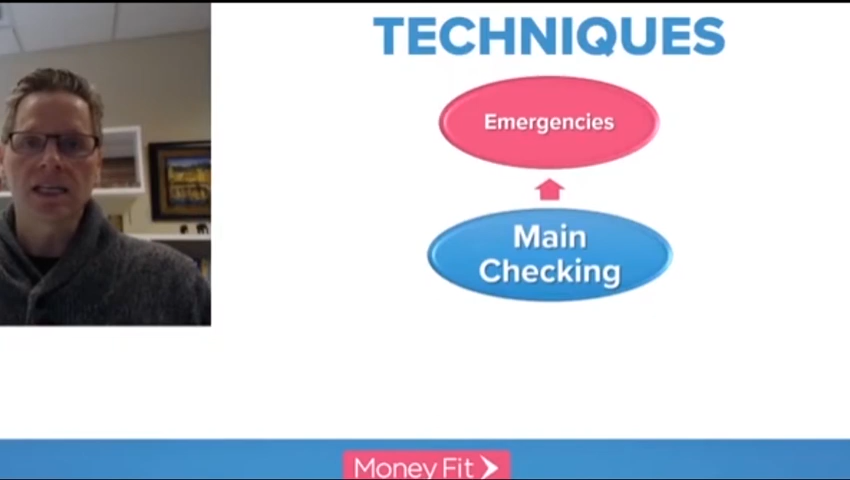 TECHNIQUES
Emergencies
Main
Checking
Money Fit